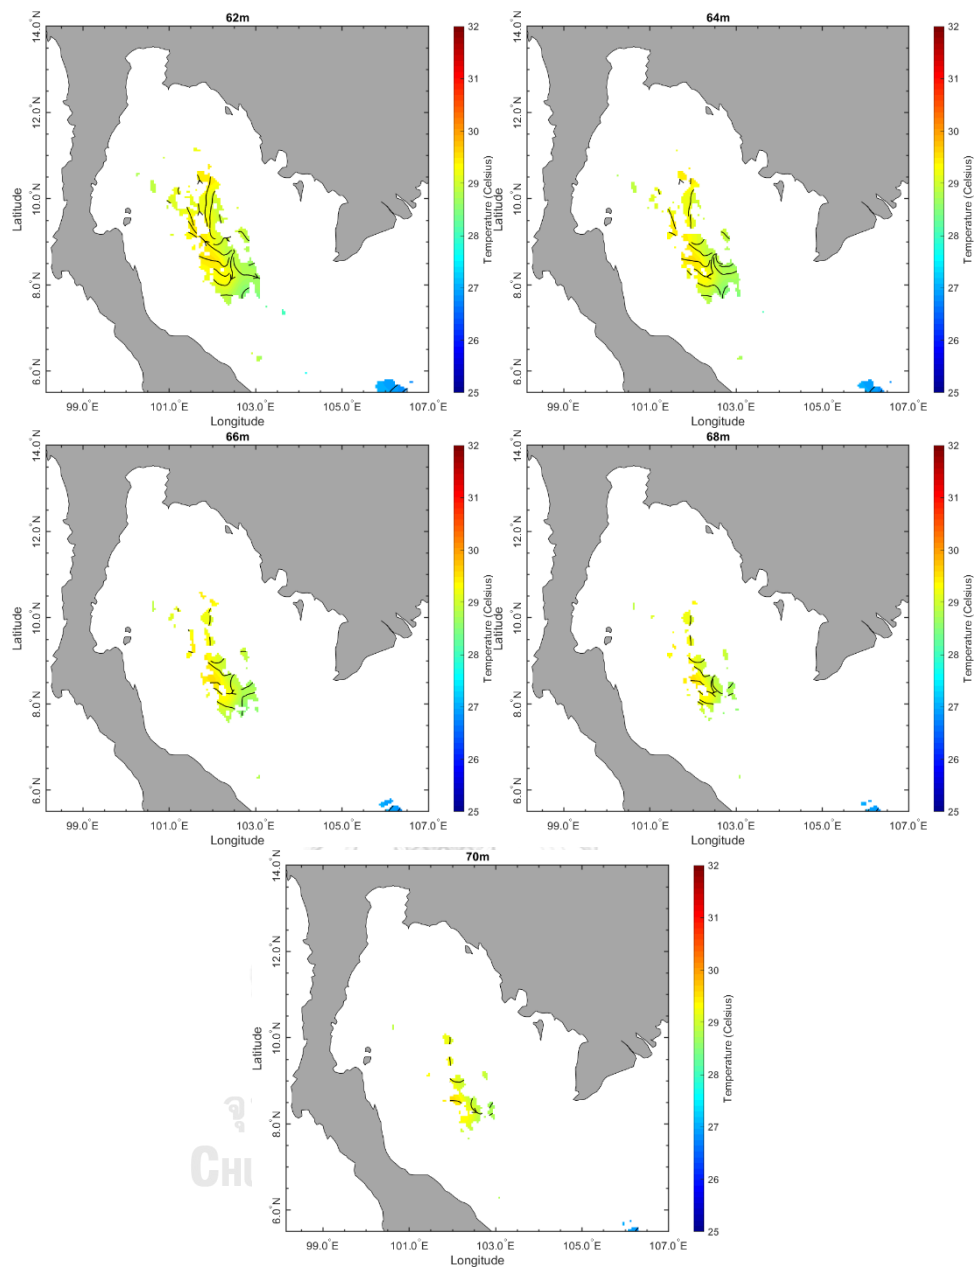 62m
14.0°N
12.0°N
10.0°N
8.0°N
6.0°N
Latitude
99.0°E 101.0°E 103.0°E 105.0°E 107.0°E
Longitude
32
31
30
29
28
27
26
25
Temperature (Celsius)
64m
14.0°N
12.0°N
10.0°N
8.0°N
6.0°N
Latitude
99.0°E 101.0°E 103.0°E 105.0°E 107.0°E
Longitude
32
31
30
29
28
27
26
25
Temperature (Celsius)
66m
14.0°N
12.0°N
10.0°N
8.0°N
6.0°N
Latitude
99.0°E 101.0°E 103.0°E 105.0°E 107.0°E
Longitude
32
31
30
29
28
27
26
25
Temperature (Celsius)
68m
14.0°N
12.0°N
10.0°N
8.0°N
6.0°N
Latitude
99.0°E 101.0°E 103.0°E 105.0°E 107.0°E
Longitude
32
31
30
29
28
27
26
25
Temperature (Celsius)
70m
14.0°N
12.0°N
10.0°N
8.0°N
6.0°N
Latitude
99.0°E 101.0°E 103.0°E 105.0°E 107.0°E
Longitude
32
31
30
29
28
27
26
25
Temperature (Celsius)
จุ
CHU